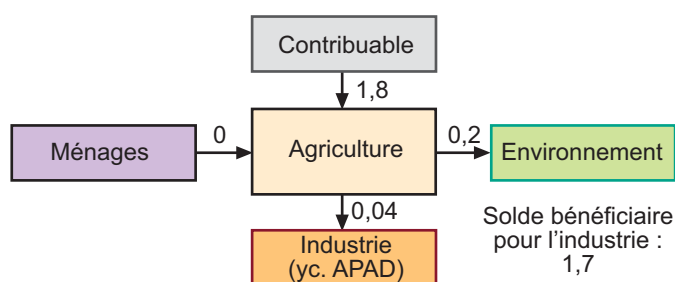 Contribuable
1,8
Ménages
0
Agriculture
0,2
Environnement
0,04
Industrie
(yc. APAD)
Solde bénéficiaire
pour l’industrie :
1,7